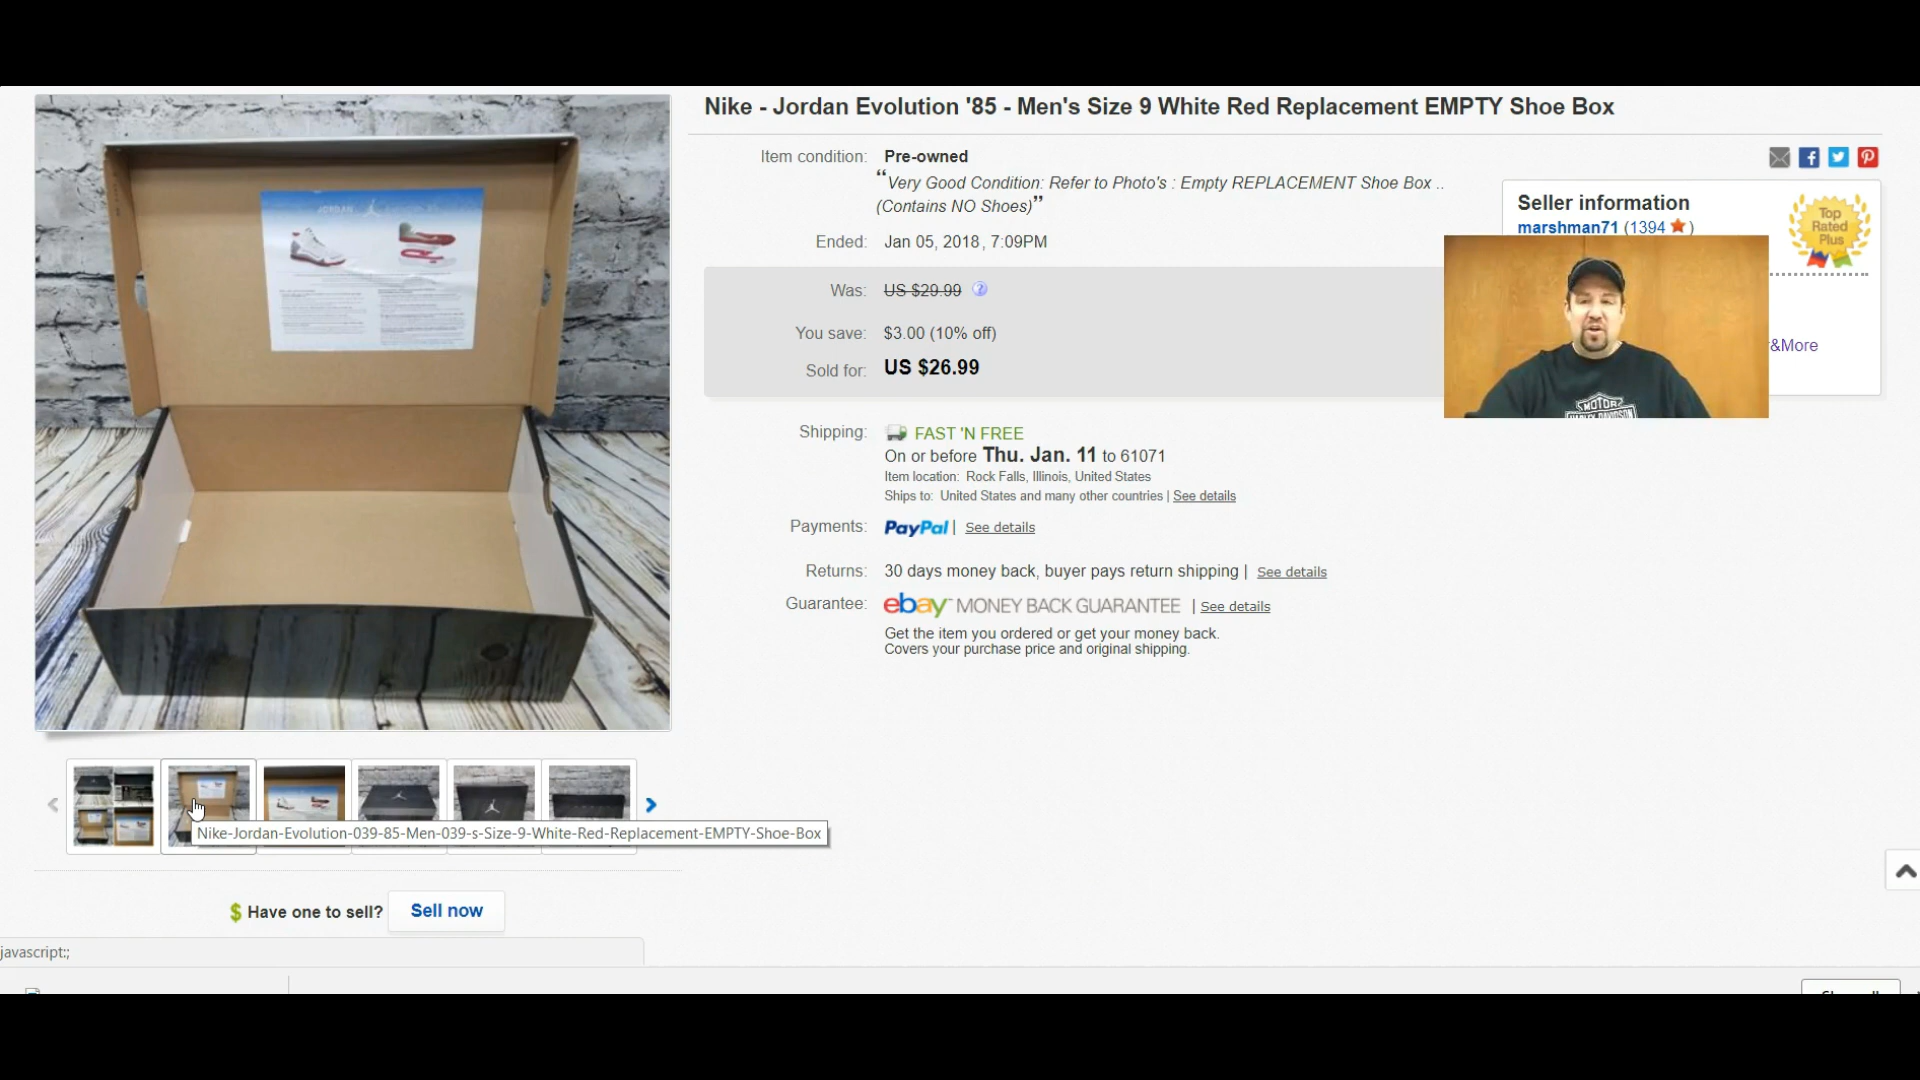 Nike - Jordan Evolution '85 - Men's Size 9 White Red Replacement EMPTY Shoe Box
Item condition: Pre-owned
“Very Good Condition: Refer to Photo's : Empty REPLACEMENT Shoe Box ..
(Contains NO Shoes)”
Ended: Jan 05, 2018 , 7:09PM
Was: US $29.99
You save: $3.00 (10% off)
Sold for: US $26.99
Seller information
marshman71 (1394 )
Top
Rated
Plus
&More
MOTOR
HARLEY-DAVIDSON
Shipping: FAST 'N FREE
On or before Thu. Jan. 11 to 61071
Item location: Rock Falls, Illinois, United States
Ships to: United States and many other countries | See details
Payments: PayPal | See details
Returns: 30 days money back, buyer pays return shipping | See details
Guarantee: ebay MONEY BACK GUARANTEE | See details
Get the item you ordered or get your money back.
Covers your purchase price and original shipping.
JORDAN
Nike-Jordan-Evolution-039-85-Men-039-s-Size-9-White-Red-Replacement-EMPTY-Shoe-Box
$ Have one to sell? Sell now
javascript:;